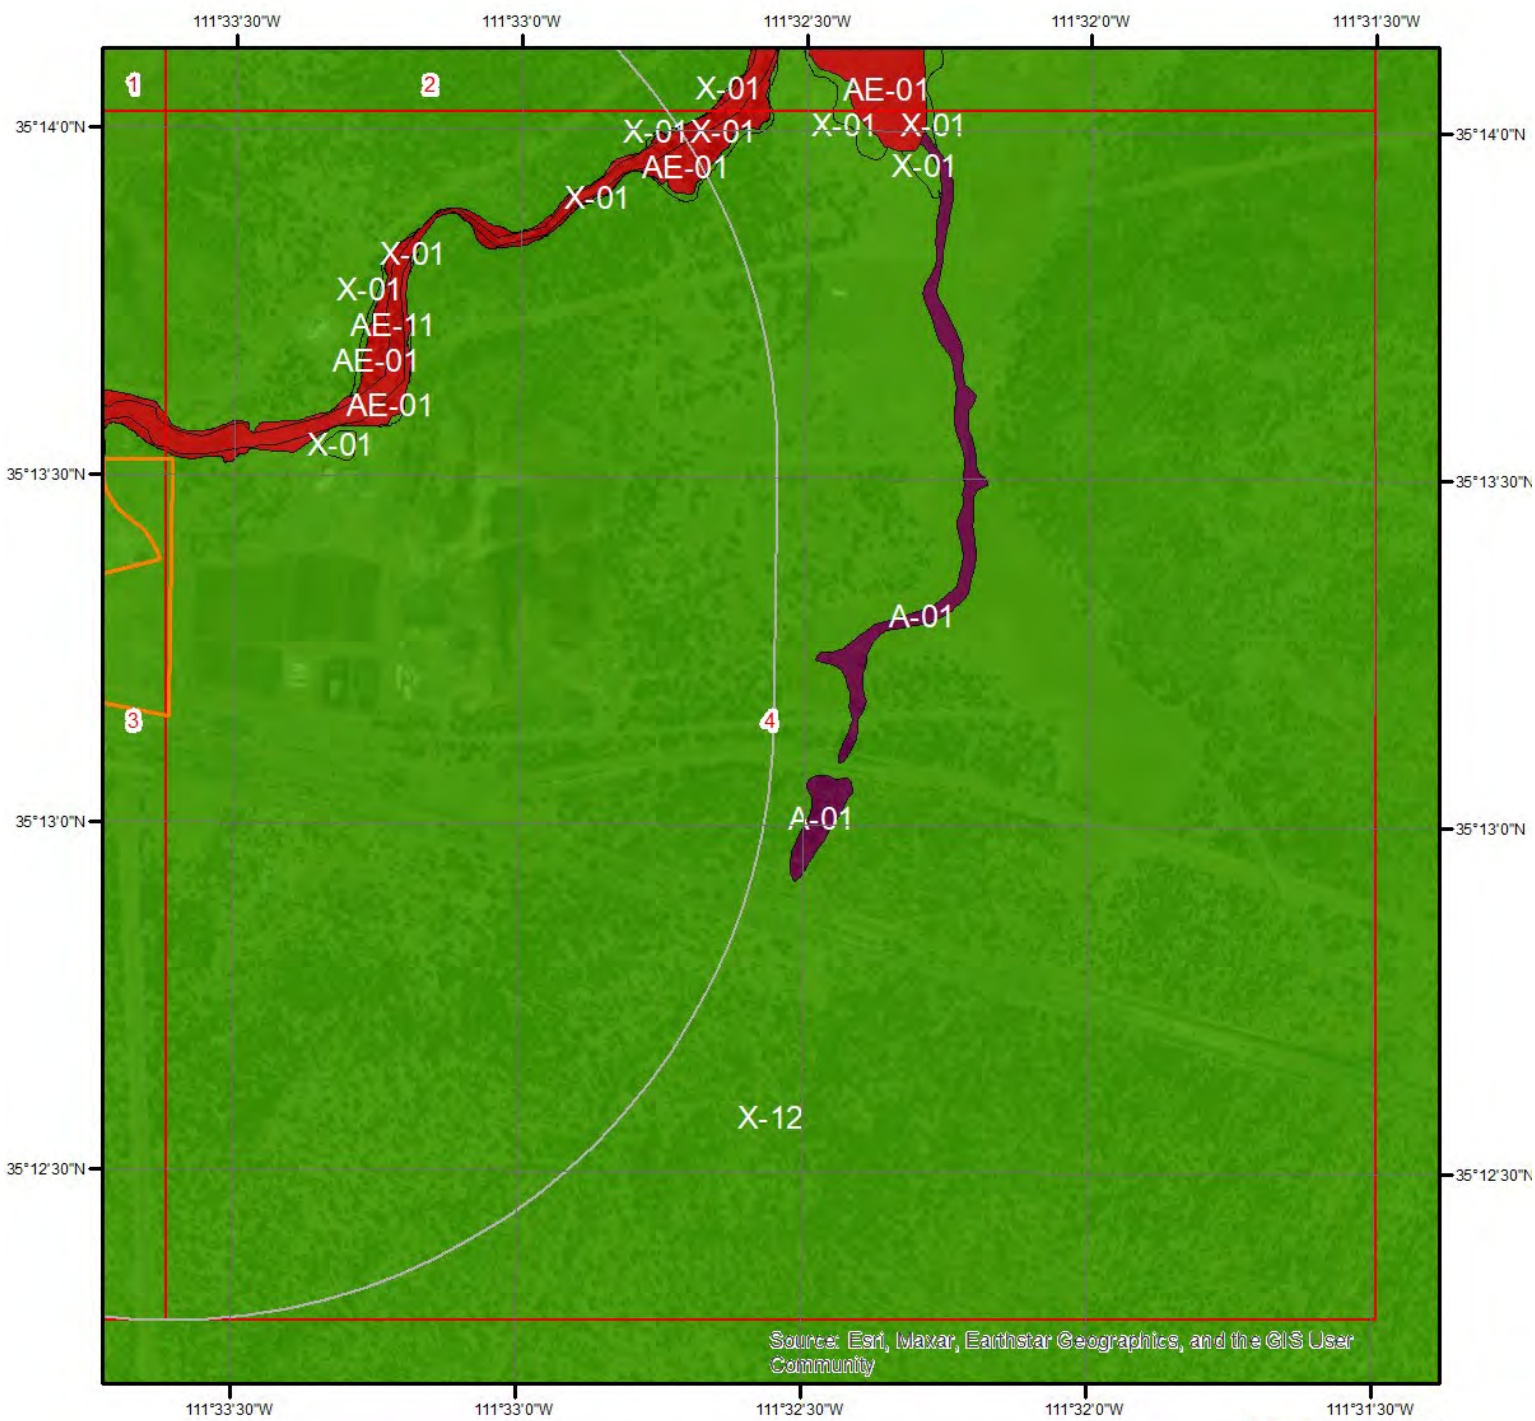 111°33'30"W 111°33'0"W 111°32'30"W 111°32'0"W 111°31'30"W
1 2 X-01 AE-01
35°14'0"N X-01 X-01 X-01 X-01 35°14'0"N
AE-01 X-01
X-01
X-01
X-01
AE-11
AE-01
AE-01
X-01
35°13'30"N 35°13'30"N
A-01
3 4
35°13'0"N A-01 35°13'0"N
X-12
35°12'30"N 35°12'30"N
Source: Esri, Maxar, Earthstar Geographics, and the GIS User
Community
111°33'30"W 111°33'0"W 111°32'30"W 111°32'0"W 111°31'30"W